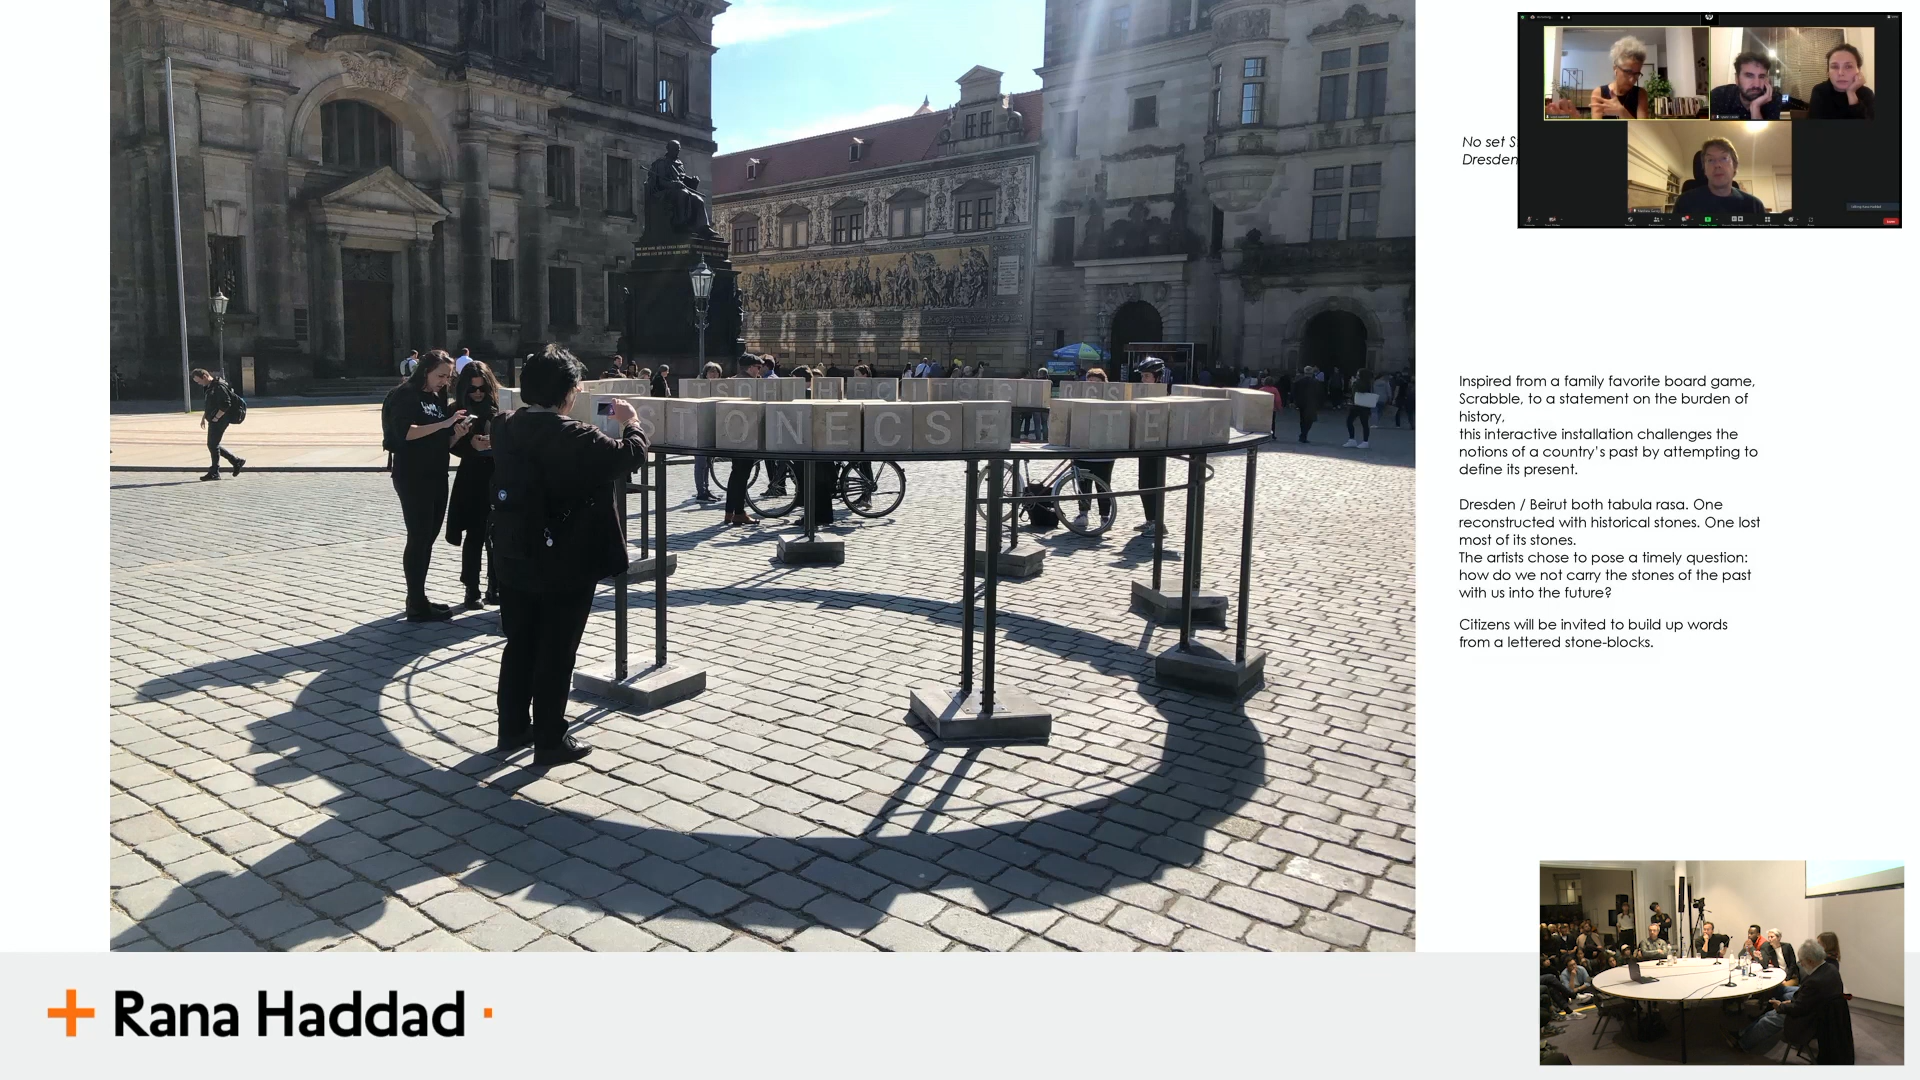 No set S
Dresden
Inspired from a family favorite board game,
Scrabble, to a statement on the burden of
history,
this interactive installation challenges the
notions of a country's past by attempting to
define its present.
Dresden / Beirut both tabula rasa. One
reconstructed with historical stones. One lost
most of its stones.
The artists chose to pose a timely question:
how do we not carry the stones of the past
with us into the future?
Citizens will be invited to build up words
from a lettered stone-blocks.
STONECSE TELL
+ Rana Haddad